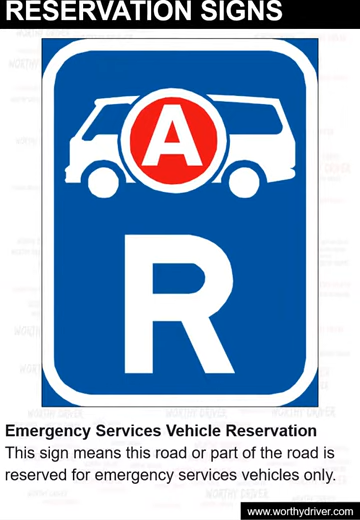 RESERVATION SIGNS
A
R
Emergency Services Vehicle Reservation
This sign means this road or part of the road is
reserved for emergency services vehicles only.
www.worthydriver.com